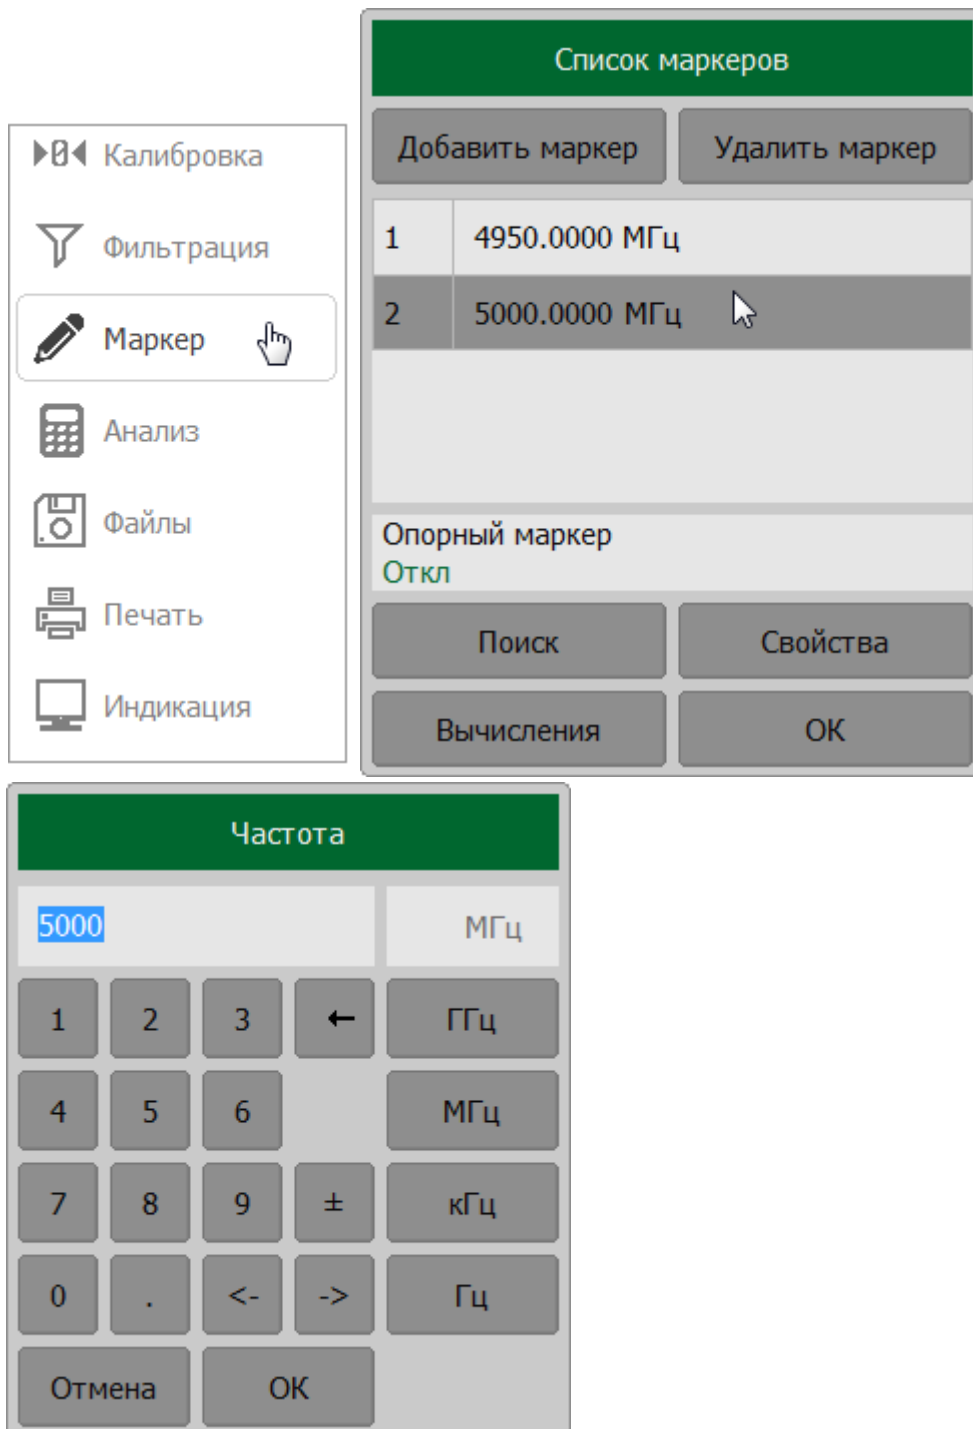 Калибровка
Фильтрация
Маркер
Анализ
Файлы
Печать
Индикация
Список маркеров
Добавить маркер Удалить маркер
1 4950.0000 МГц
2 5000.0000 МГц
Опорный маркер
Откл
Поиск Свойства
Вычисления ОК
Частота
5000 МГц
1 2 3 ← ГГц
4 5 6 МГц
7 8 9 ± кГц
0 . <- -> Гц
Отмена ОК